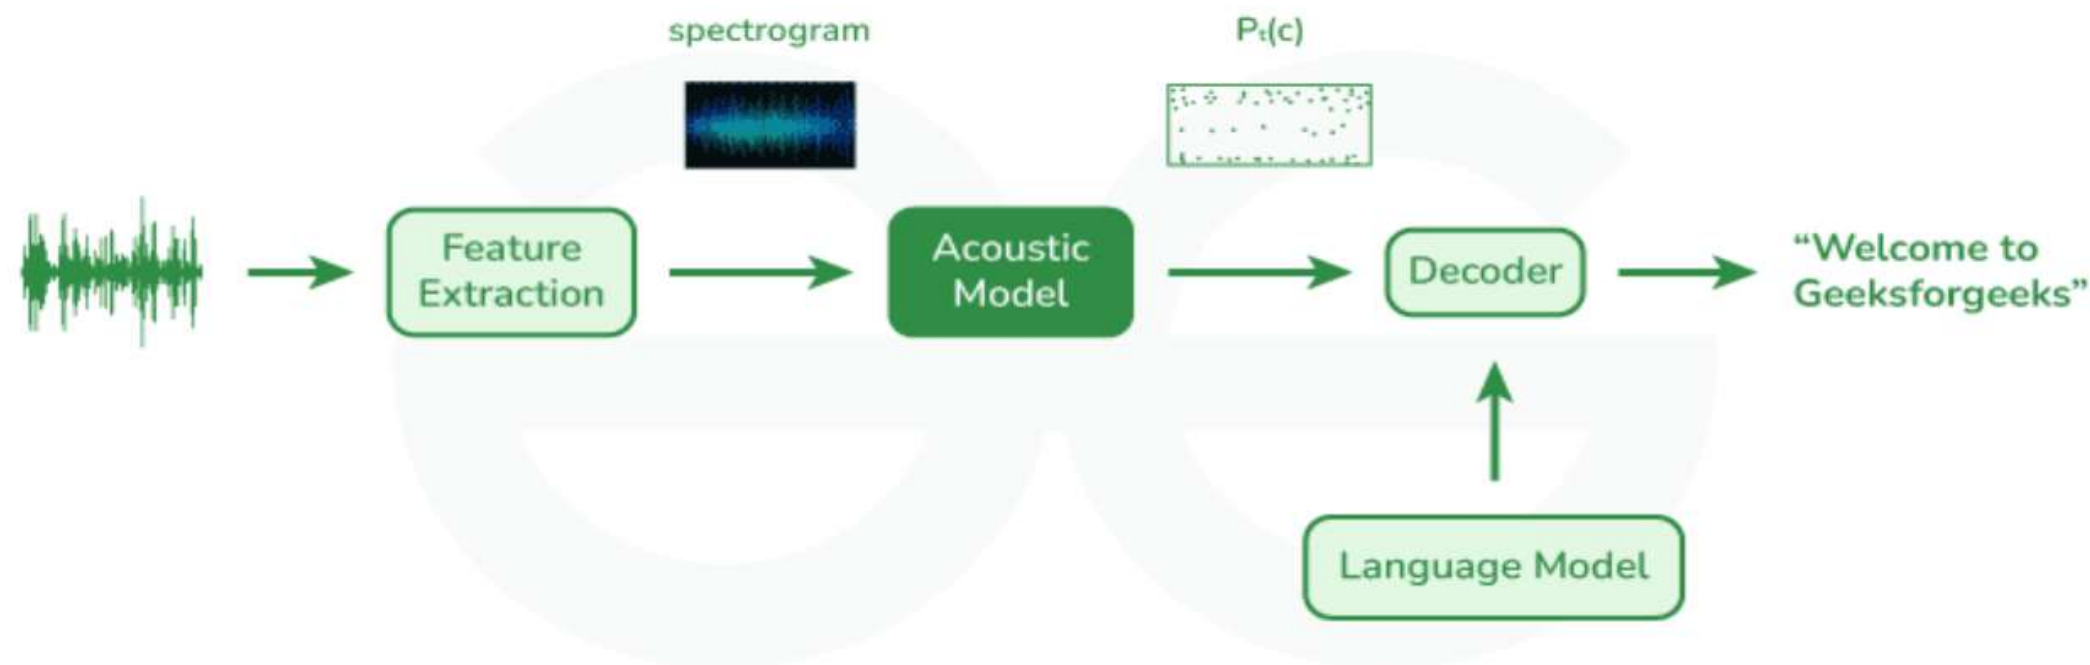 spectrogram
Pₜ(c)
Feature
Extraction
Acoustic
Model
Decoder
“Welcome to
Geeksforgeeks”
Language Model